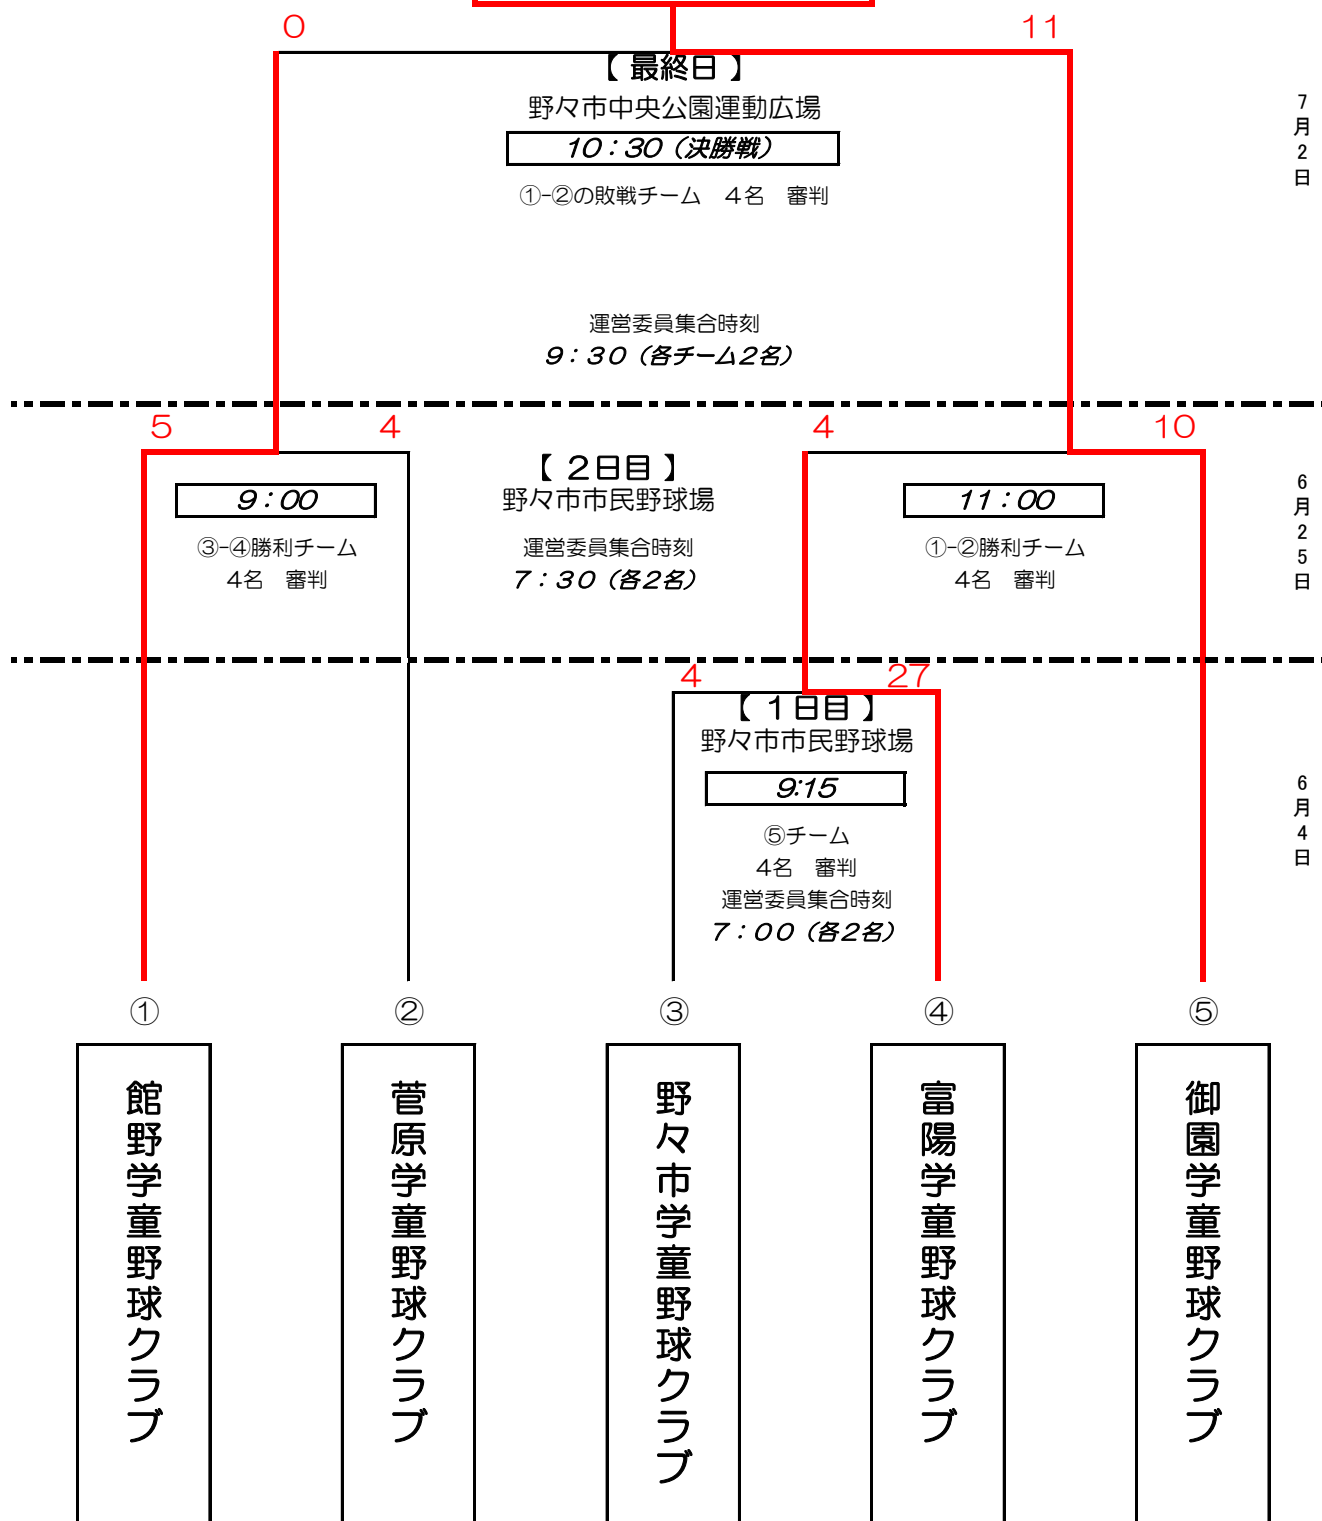 0
11
【 最終日 】
野々市中央公園運動広場
10：30（決勝戦）
①-②の敗戦チーム　4名　審判
運営委員集合時刻
9：30（各チーム2名）
7月2日
5
4
4
10
【 2日目 】
野々市市民野球場
運営委員集合時刻
7：30（各2名）
9：00
③-④勝利チーム
4名　審判
11：00
①-②勝利チーム
4名　審判
6月25日
4
27
【 1日目 】
野々市市民野球場
9:15
⑤チーム
4名　審判
運営委員集合時刻
7：00（各2名）
6月4日
①
②
③
④
⑤
館野学童野球クラブ
菅原学童野球クラブ
野々市学童野球クラブ
富陽学童野球クラブ
御園学童野球クラブ